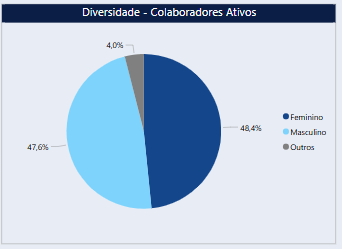 Diversidade - Colaboradores Ativos
4,0%
48,4%
47,6%
Feminino
Masculino
Outros